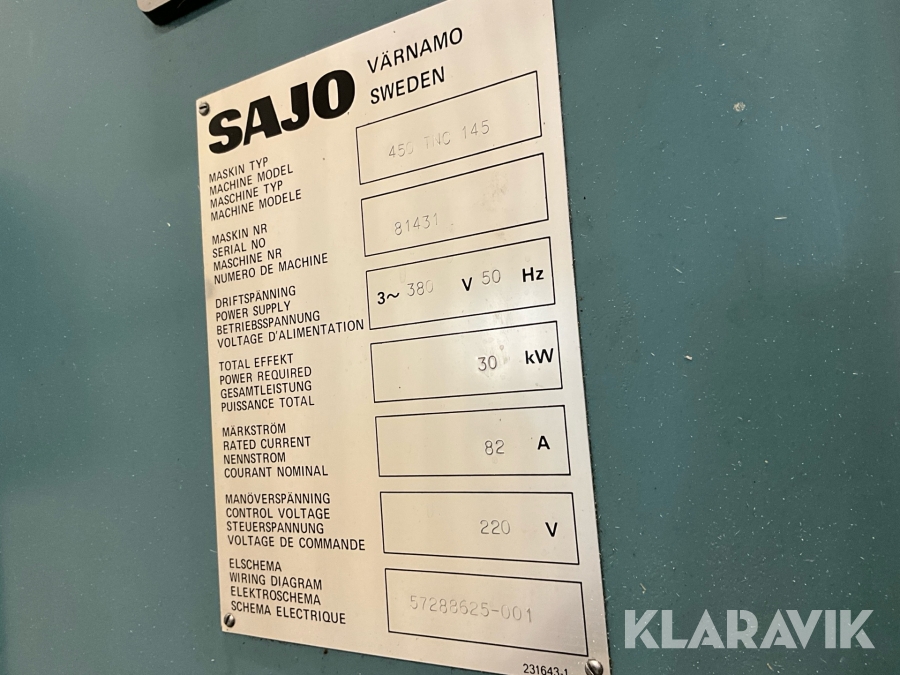 SAJO
VÄRNAMO
SWEDEN
MASKIN TYP
MACHINE MODEL
MASCHINE TYP
MACHINE MODELE
450 TNC 145
MASKIN NR
SERIAL NO
MASCHINE NR
NUMERO DE MACHINE
81431
DRIFTSPÄNNING
POWER SUPPLY
BETRIEBSSPANNUNG
VOLTAGE D'ALIMENTATION
3~ 380 V 50 Hz
TOTAL EFFEKT
POWER REQUIRED
GESAMTLEISTUNG
PUISSANCE TOTAL
30 kW
MÄRKSTRÖM
RATED CURRENT
NENNSTROM
COURANT NOMINAL
82 A
MANÖVERSPÄNNING
CONTROL VOLTAGE
STEUERSPANNUNG
VOLTAGE DE COMMANDE
220 V
ELSCHEMA
WIRING DIAGRAM
ELEKTROSCHEMA
SCHEMA ELECTRIQUE
57288625-001
231643-1
KLARAVIK